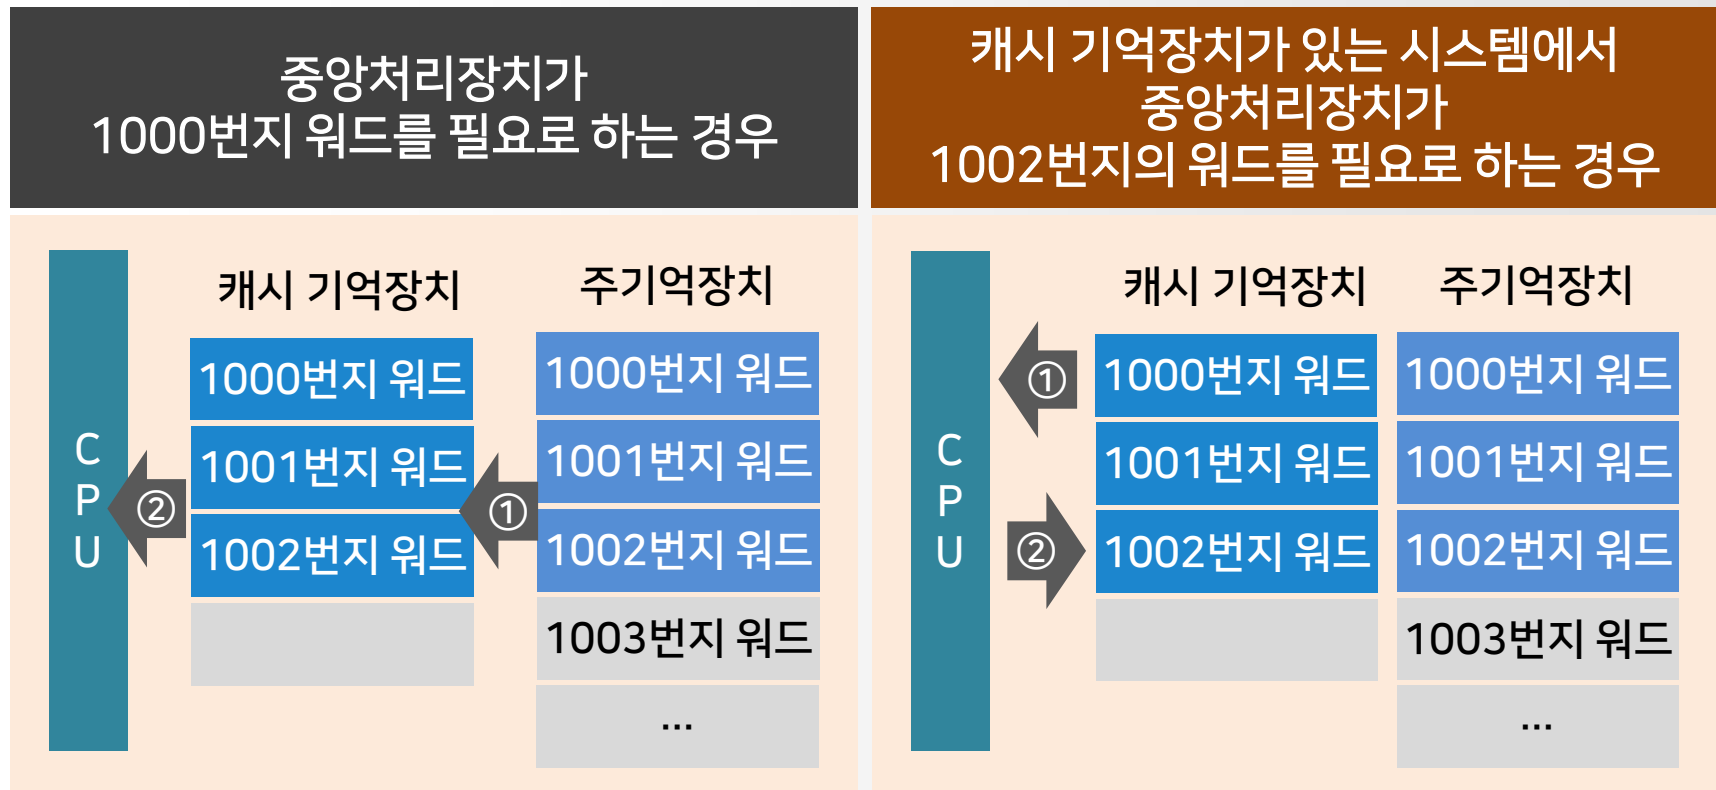 중앙처리장치가
1000번지 워드를 필요로 하는 경우
캐시 기억장치가 있는 시스템에서
중앙처리장치가
1002번지의 워드를 필요로 하는 경우
C
P
U
캐시 기억장치
1000번지 워드
1001번지 워드
1002번지 워드
②
①
주기억장치
1000번지 워드
1001번지 워드
1002번지 워드
1003번지 워드
...
C
P
U
①
②
캐시 기억장치
1000번지 워드
1001번지 워드
1002번지 워드
주기억장치
1000번지 워드
1001번지 워드
1002번지 워드
1003번지 워드
...